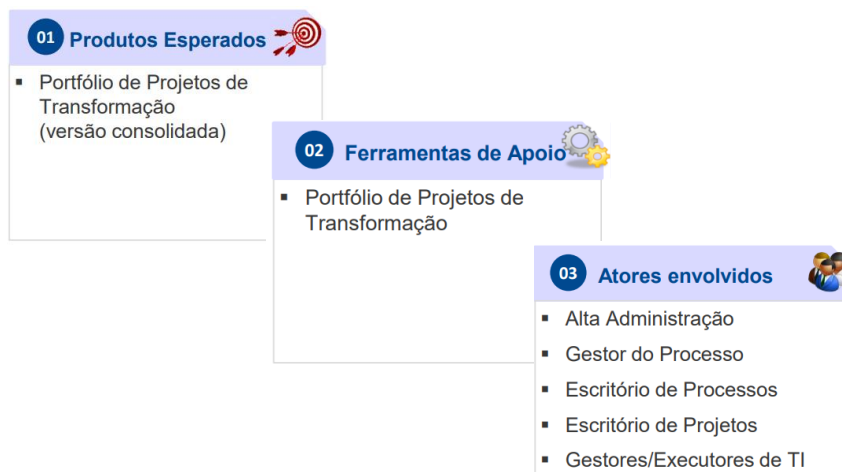 01 Produtos Esperados
▪ Portfólio de Projetos de
Transformação
(versão consolidada)
02 Ferramentas de Apoio
▪ Portfólio de Projetos de
Transformação
03 Atores envolvidos
▪ Alta Administração
▪ Gestor do Processo
▪ Escritório de Processos
▪ Escritório de Projetos
▪ Gestores/Executores de TI